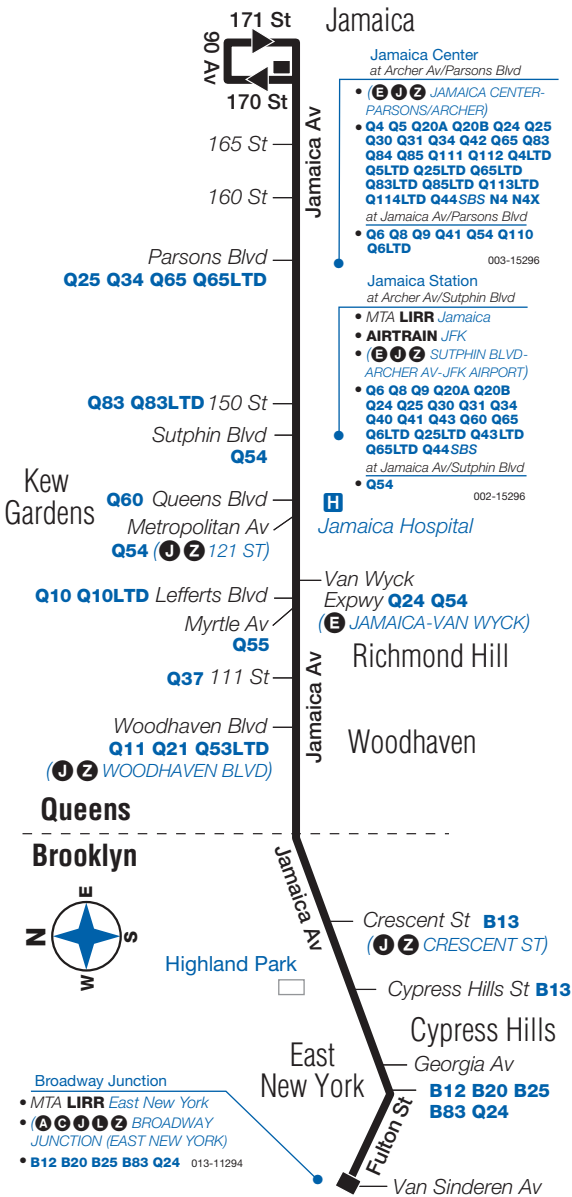 171 St
Jamaica
90 Av
170 St
Jamaica Center
at Archer Av/Parsons Blvd
• (E J Z JAMAICA CENTER-
PARSONS/ARCHER)
• Q4 Q5 Q20A Q20B Q24 Q25
Q30 Q31 Q34 Q42 Q65 Q83
Q84 Q85 Q111 Q112 Q4LTD
Q5LTD Q25LTD Q65LTD
Q83LTD Q85LTD Q113LTD
Q114LTD Q44SBS N4 N4X
at Jamaica Av/Parsons Blvd
• Q6 Q8 Q9 Q41 Q54 Q110
Q6LTD
003-15296
Jamaica Av
165 St
160 St
Parsons Blvd
Q25 Q34 Q65 Q65LTD
Jamaica Station
at Archer Av/Sutphin Blvd
• MTA LIRR Jamaica
• AIRTRAIN JFK
• (E J Z SUTPHIN BLVD-
ARCHER AV-JFK AIRPORT)
• Q6 Q8 Q9 Q20A Q20B
Q24 Q25 Q30 Q31 Q34
Q40 Q41 Q43 Q60 Q65
Q6LTD Q25LTD Q43LTD
Q65LTD Q44SBS
at Jamaica Av/Sutphin Blvd
• Q54
002-15296
Q83 Q83LTD 150 St
Sutphin Blvd
Q54
Kew
Gardens
Q60 Queens Blvd
H
Jamaica Hospital
Metropolitan Av
Q54 (J Z 121 ST)
Van Wyck
Expwy Q24 Q54
(E JAMAICA-VAN WYCK)
Q10 Q10LTD Lefferts Blvd
Myrtle Av
Q55
Richmond Hill
Q37 111 St
Jamaica Av
Woodhaven Blvd
Q11 Q21 Q53LTD
(J Z WOODHAVEN BLVD)
Woodhaven
Queens
Brooklyn
Jamaica Av
E
N
S
W
Crescent St B13
(J Z CRESCENT ST)
Highland Park
Cypress Hills St B13
Cypress Hills
East
New York
Georgia Av
B12 B20 B25
B83 Q24
Fulton St
Broadway Junction
• MTA LIRR East New York
• (A C J L Z BROADWAY
JUNCTION (EAST NEW YORK)
• B12 B20 B25 B83 Q24 013-11294
Van Sinderen Av